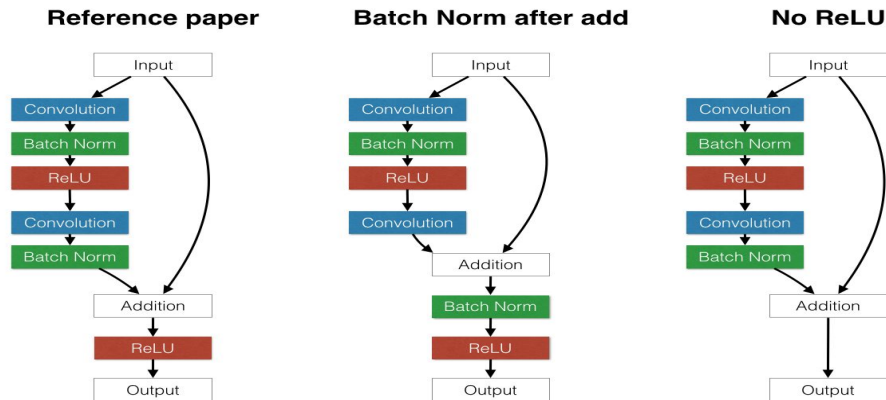 Reference paper
Input
Convolution
Batch Norm
ReLU
Convolution
Batch Norm
Addition
ReLU
Output
Batch Norm after add
Input
Convolution
Batch Norm
ReLU
Convolution
Addition
Batch Norm
ReLU
Output
No ReLU
Input
Convolution
Batch Norm
ReLU
Convolution
Batch Norm
Addition
Output